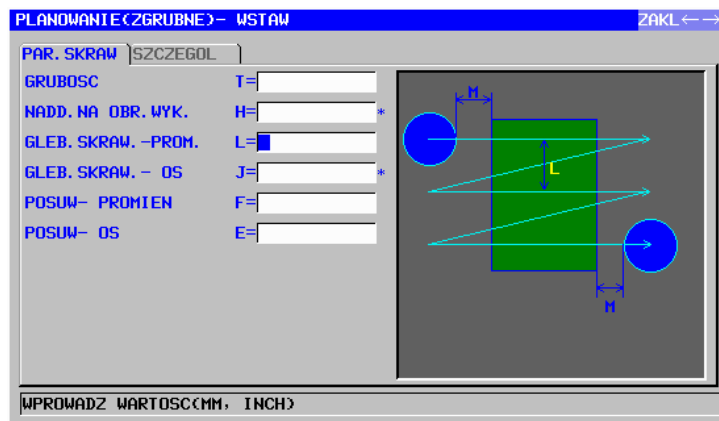 PLANOWANIE(ZGRUBNE)- WSTAW ZAKL←→
PAR.SKRAW SZCZEGOL
GRUBOSC T=
NADD.NA OBR.WYK. H= *
GLEB.SKRAW.-PROM. L=
GLEB.SKRAW.- OS J= *
POSUW- PROMIEN F=
POSUW- OS E=
M
L
M
WPROWADZ WARTOSC(MM, INCH)